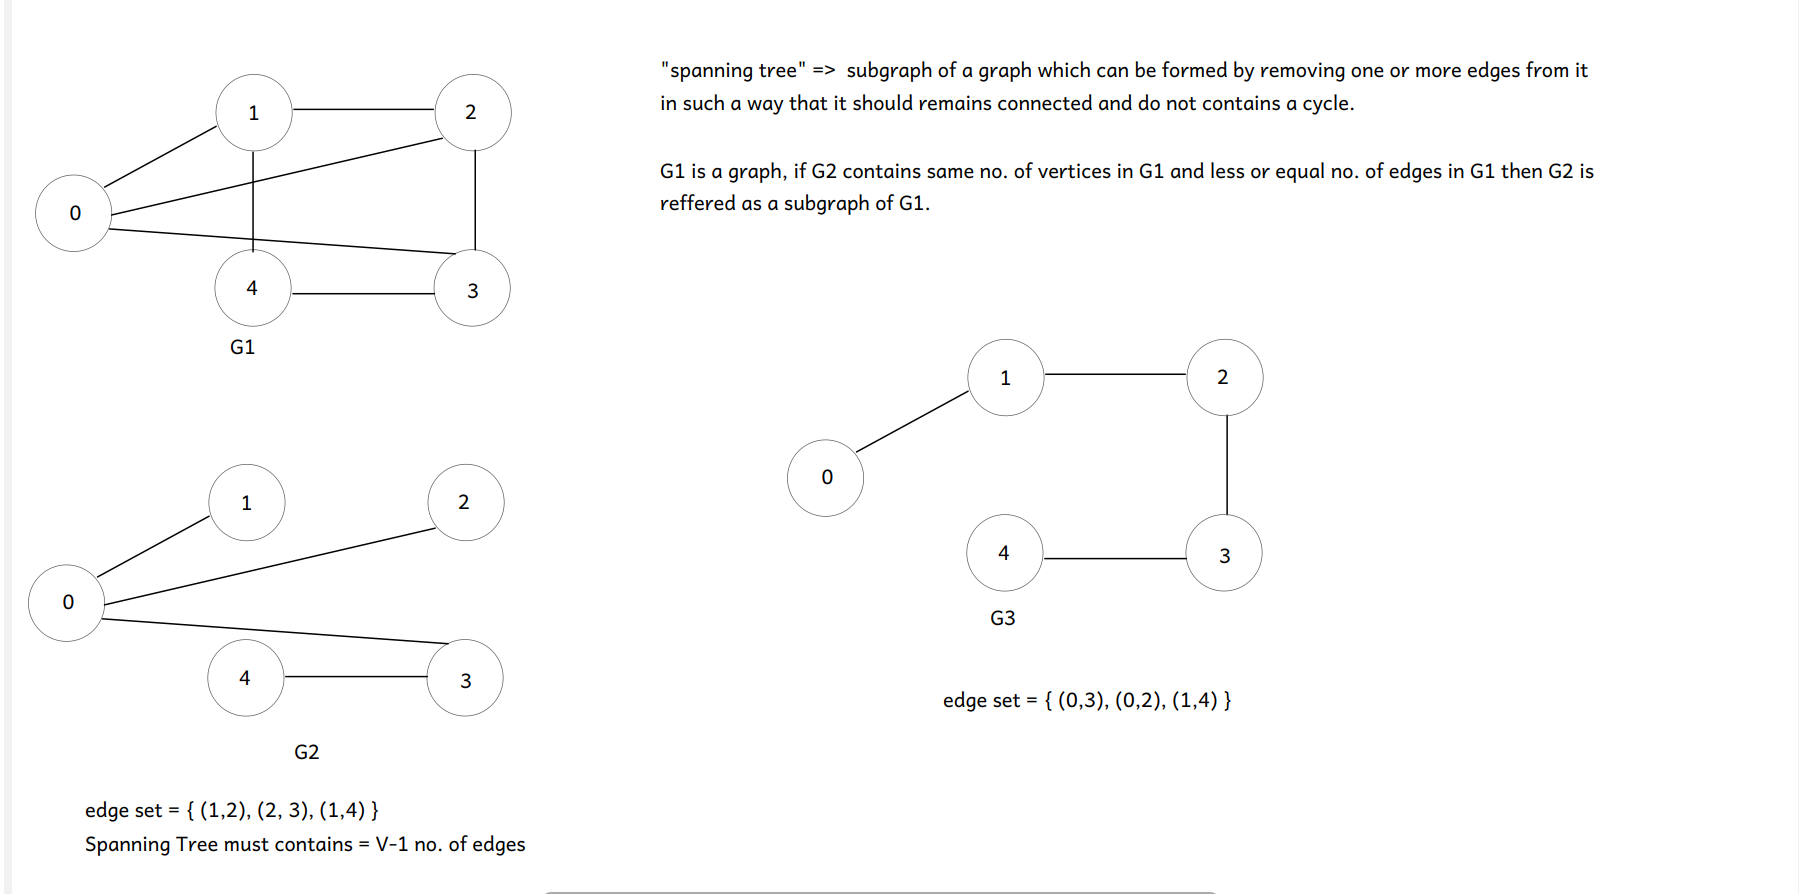 "spanning tree" =>  subgraph of a graph which can be formed by removing one or more edges from it
in such a way that it should remains connected and do not contains a cycle.
G1 is a graph, if G2 contains same no. of vertices in G1 and less or equal no. of edges in G1 then G2 is
reffered as a subgraph of G1.
1
2
0
4
3
G1
1
2
0
4
3
G3
edge set = { (0,3), (0,2), (1,4) }
1
2
0
4
3
G2
edge set = { (1,2), (2, 3), (1,4) }
Spanning Tree must contains = V-1 no. of edges